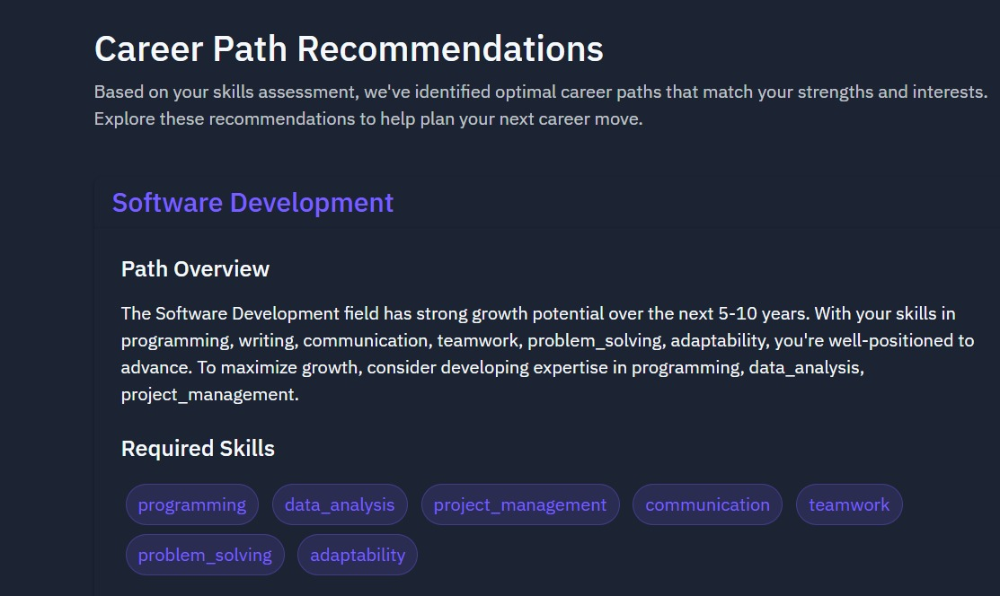 Career Path Recommendations
Based on your skills assessment, we've identified optimal career paths that match your strengths and interests.
Explore these recommendations to help plan your next career move.
Software Development
Path Overview
The Software Development field has strong growth potential over the next 5-10 years. With your skills in
programming, writing, communication, teamwork, problem_solving, adaptability, you're well-positioned to
advance. To maximize growth, consider developing expertise in programming, data_analysis,
project_management.
Required Skills
programming data_analysis project_management communication teamwork
problem_solving adaptability